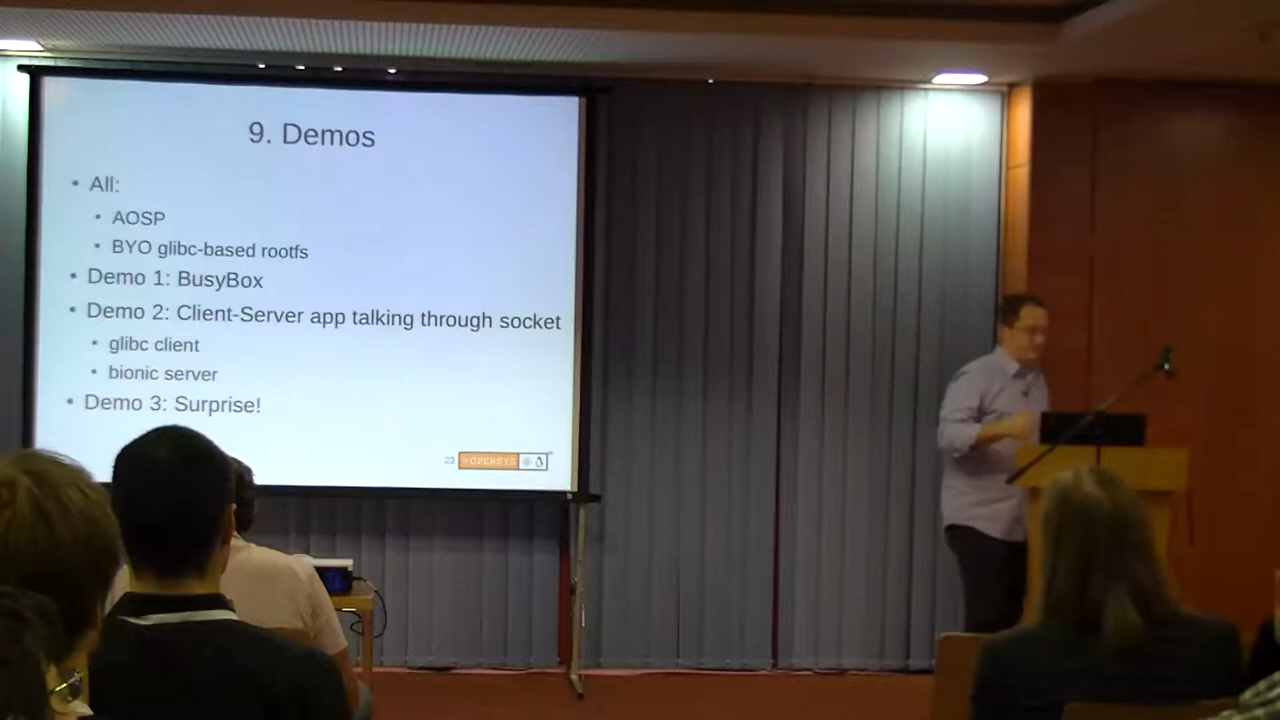 9. Demos
• All:
• AOSP
• BYO glibc-based rootfs
• Demo 1: BusyBox
• Demo 2: Client-Server app talking through socket
• glibc client
• bionic server
• Demo 3: Surprise!
23
OPERSYS